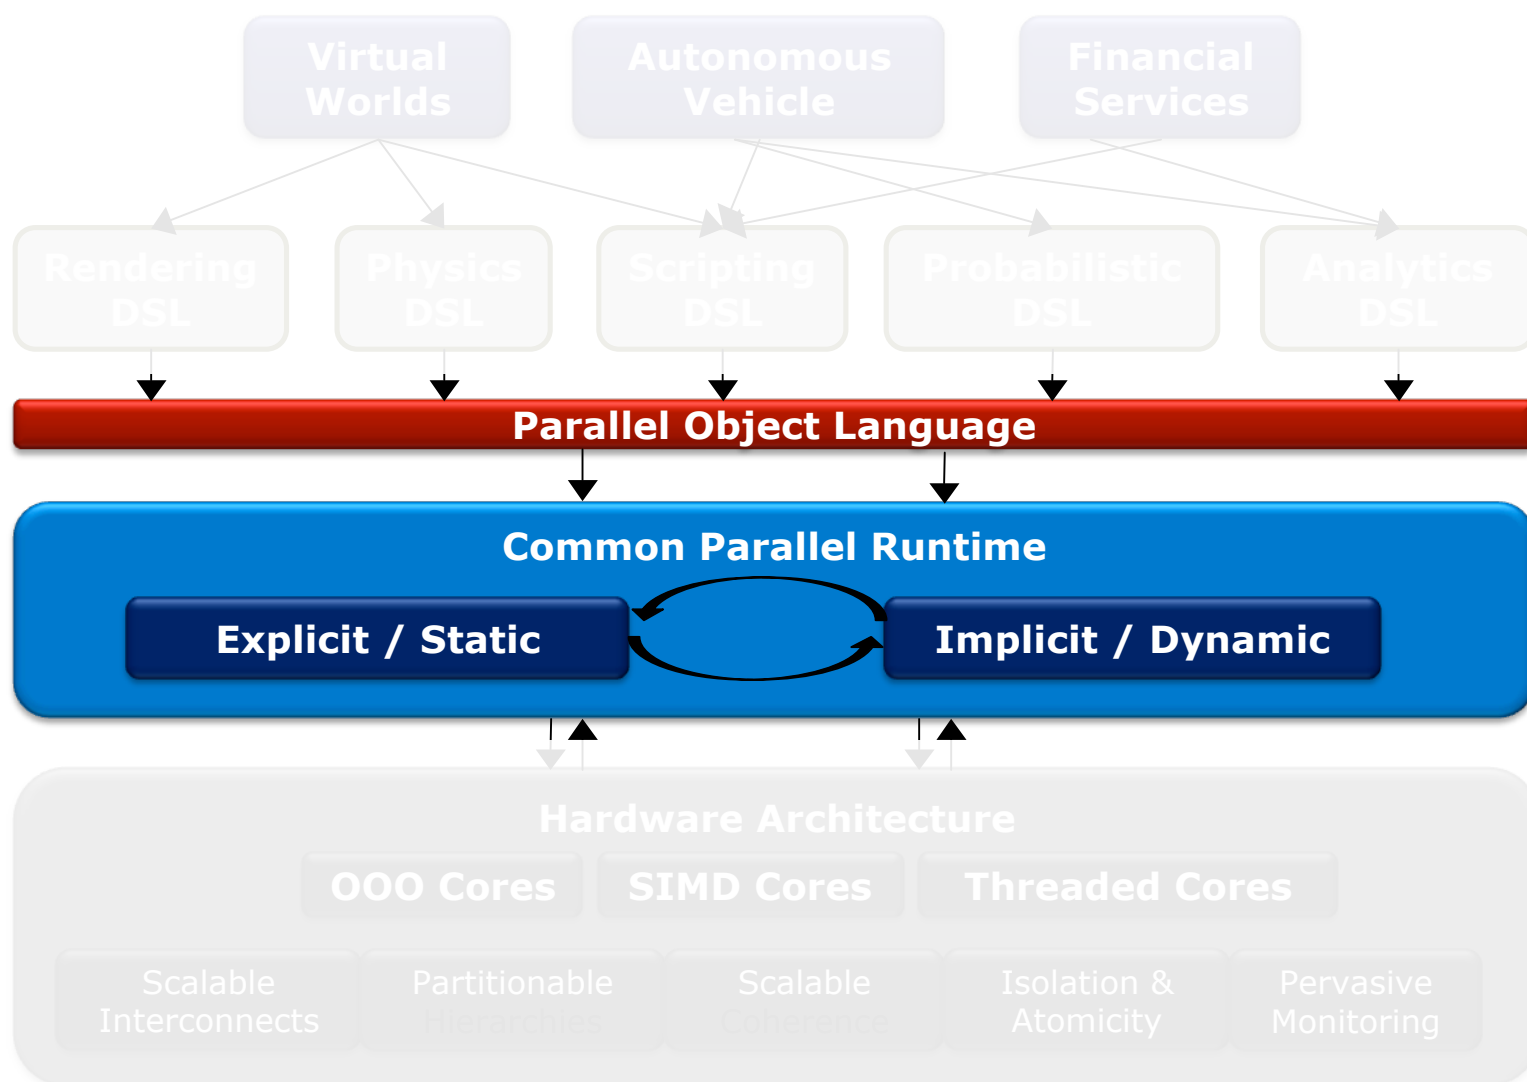 Virtual
Worlds
Autonomous
Vehicle
Financial
Services
Rendering
DSL
Physics
DSL
Scripting
DSL
Probabilistic
DSL
Analytics
DSL
Parallel Object Language
Common Parallel Runtime
Explicit / Static
Implicit / Dynamic
Hardware Architecture
OOO Cores
SIMD Cores
Threaded Cores
Scalable
Interconnects
Partitionable
Hierarchies
Scalable
Coherence
Isolation &
Atomicity
Pervasive
Monitoring